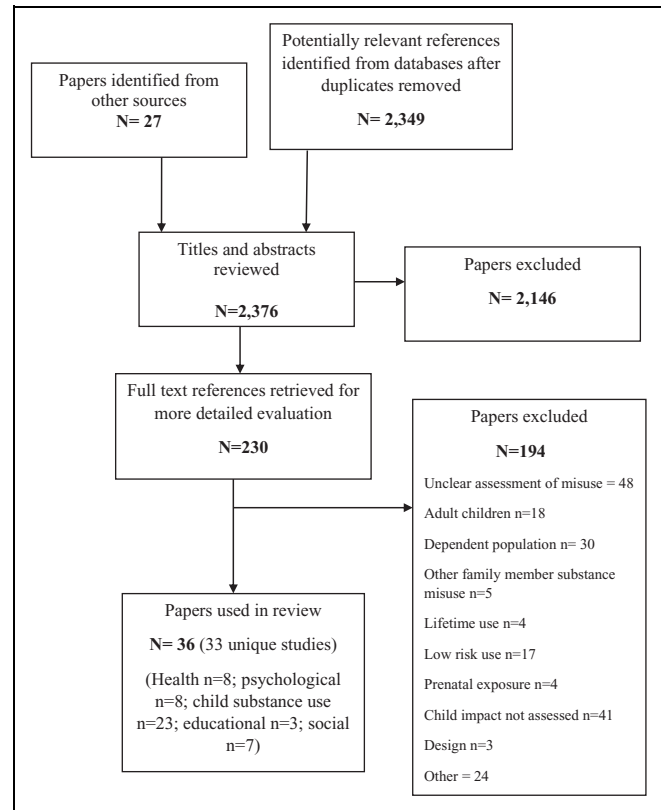 Papers identified from
other sources
N= 27
Potentially relevant references
identified from databases after
duplicates removed
N= 2,349
Titles and abstracts
reviewed
N=2,376
Papers excluded
N= 2,146
Full text references retrieved for
more detailed evaluation
N=230
Papers excluded
N=194
Unclear assessment of misuse = 48
Adult children n=18
Dependent population n= 30
Other family member substance
misuse n=5
Lifetime use n=4
Low risk use n=17
Prenatal exposure n=4
Child impact not assessed n=41
Design n=3
Other = 24
Papers used in review
N= 36 (33 unique studies)
(Health n=8; psychological
n=8; child substance use
n=23; educational n=3; social
n=7)